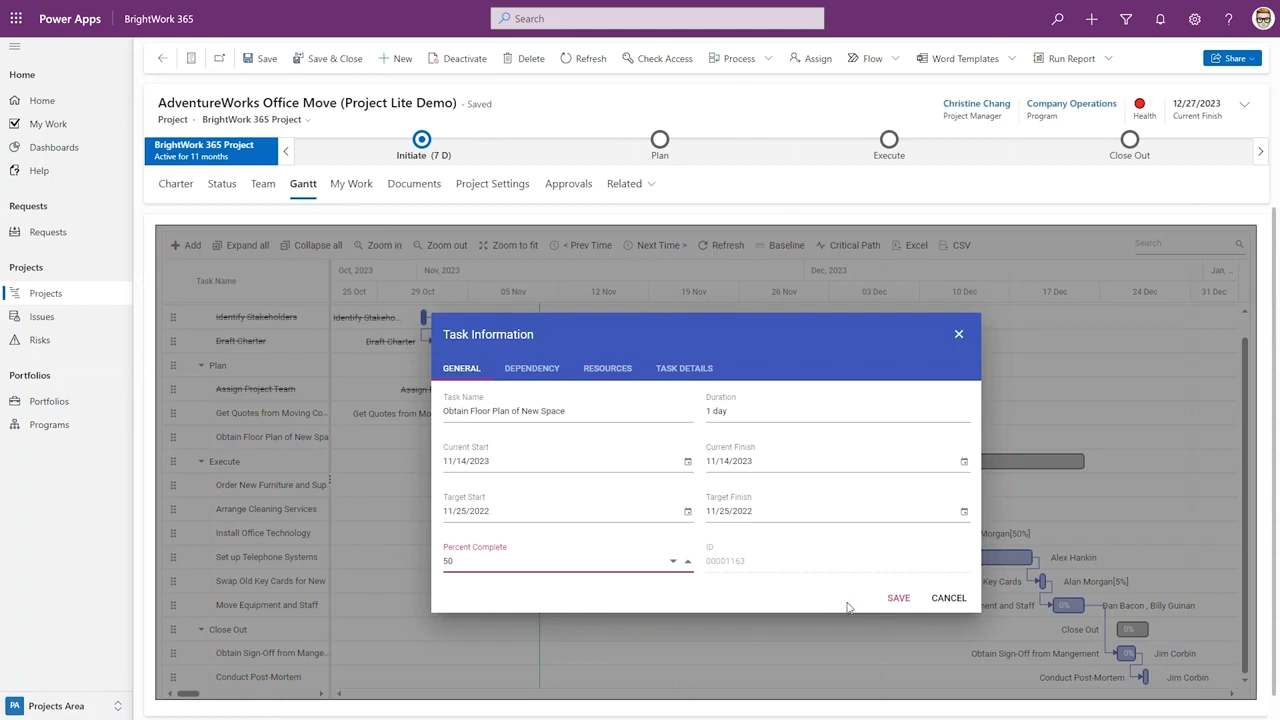 Power Apps
BrightWork 365
Search
Home
Home
My Work
Dashboards
Help
Requests
Requests
Projects
Projects
Issues
Risks
Portfolios
Portfolios
Programs
PA
Projects Area
Save
Save & Close
New
Deactivate
Delete
Refresh
Check Access
Process
Assign
Flow
Word Templates
Run Report
Share
AdventureWorks Office Move (Project Lite Demo) - Saved
Project · BrightWork 365 Project
Christine Chang
Project Manager
Company Operations
Program
Health
12/27/2023
Current Finish
BrightWork 365 Project
Active for 11 months
Initiate (7 D)
Plan
Execute
Close Out
Charter
Status
Team
Gantt
My Work
Documents
Project Settings
Approvals
Related
Add
Expand all
Collapse all
Zoom in
Zoom out
Zoom to fit
< Prev Time
Next Time >
Refresh
Baseline
Critical Path
Excel
CSV
Search
Task Name
Oct, 2023
Nov, 2023
Dec, 2023
Jan, ...
25 Oct
29 Oct
05 Nov
12 Nov
19 Nov
26 Nov
03 Dec
10 Dec
17 Dec
24 Dec
31 Dec
Identify Stakeholders
Identify Stakeho...
Draft Charter
Draft Charter
Plan
Assign Project Team
Assign
Get Quotes from Moving Co...
Get Quotes from Mo
Obtain Floor Plan of New Spa
Execute
Order New Furniture and Sup
Arrange Cleaning Services
Install Office Technology
Morgan[50%]
Set up Telephone Systems
Alex Hankin
Swap Old Key Cards for New
Key Cards
Alan Morgan[5%]
Move Equipment and Staff
ment and Staff
0%
Dan Bacon , Billy Guinan
Close Out
Close Out
0%
Obtain Sign-Off from Mange...
Obtain Sign-Off from Mangement
0%
Jim Corbin
Conduct Post-Mortem
Conduct Post-Mortem
Jim Corbin
Task Information
GENERAL
DEPENDENCY
RESOURCES
TASK DETAILS
Task Name
Obtain Floor Plan of New Space
Duration
1 day
Current Start
11/14/2023
Current Finish
11/14/2023
Target Start
11/25/2022
Target Finish
11/25/2022
Percent Complete
50
ID
00001163
SAVE
CANCEL